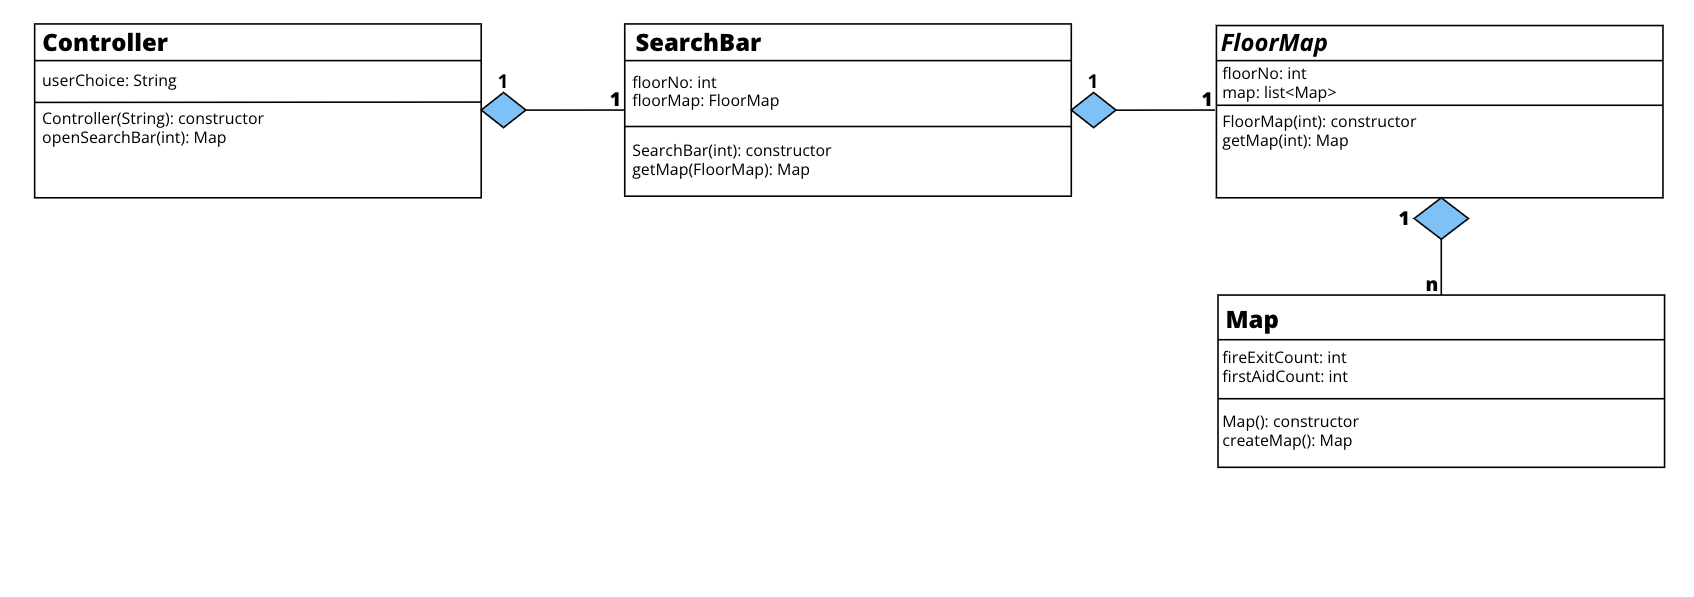 Controller
userChoice: String
Controller(String): constructor
openSearchBar(int): Map
1
1
SearchBar
floorNo: int
floorMap: FloorMap
SearchBar(int): constructor
getMap(FloorMap): Map
1
1
FloorMap
floorNo: int
map: list<Map>
FloorMap(int): constructor
getMap(int): Map
1
n
Map
fireExitCount: int
firstAidCount: int
Map(): constructor
createMap(): Map